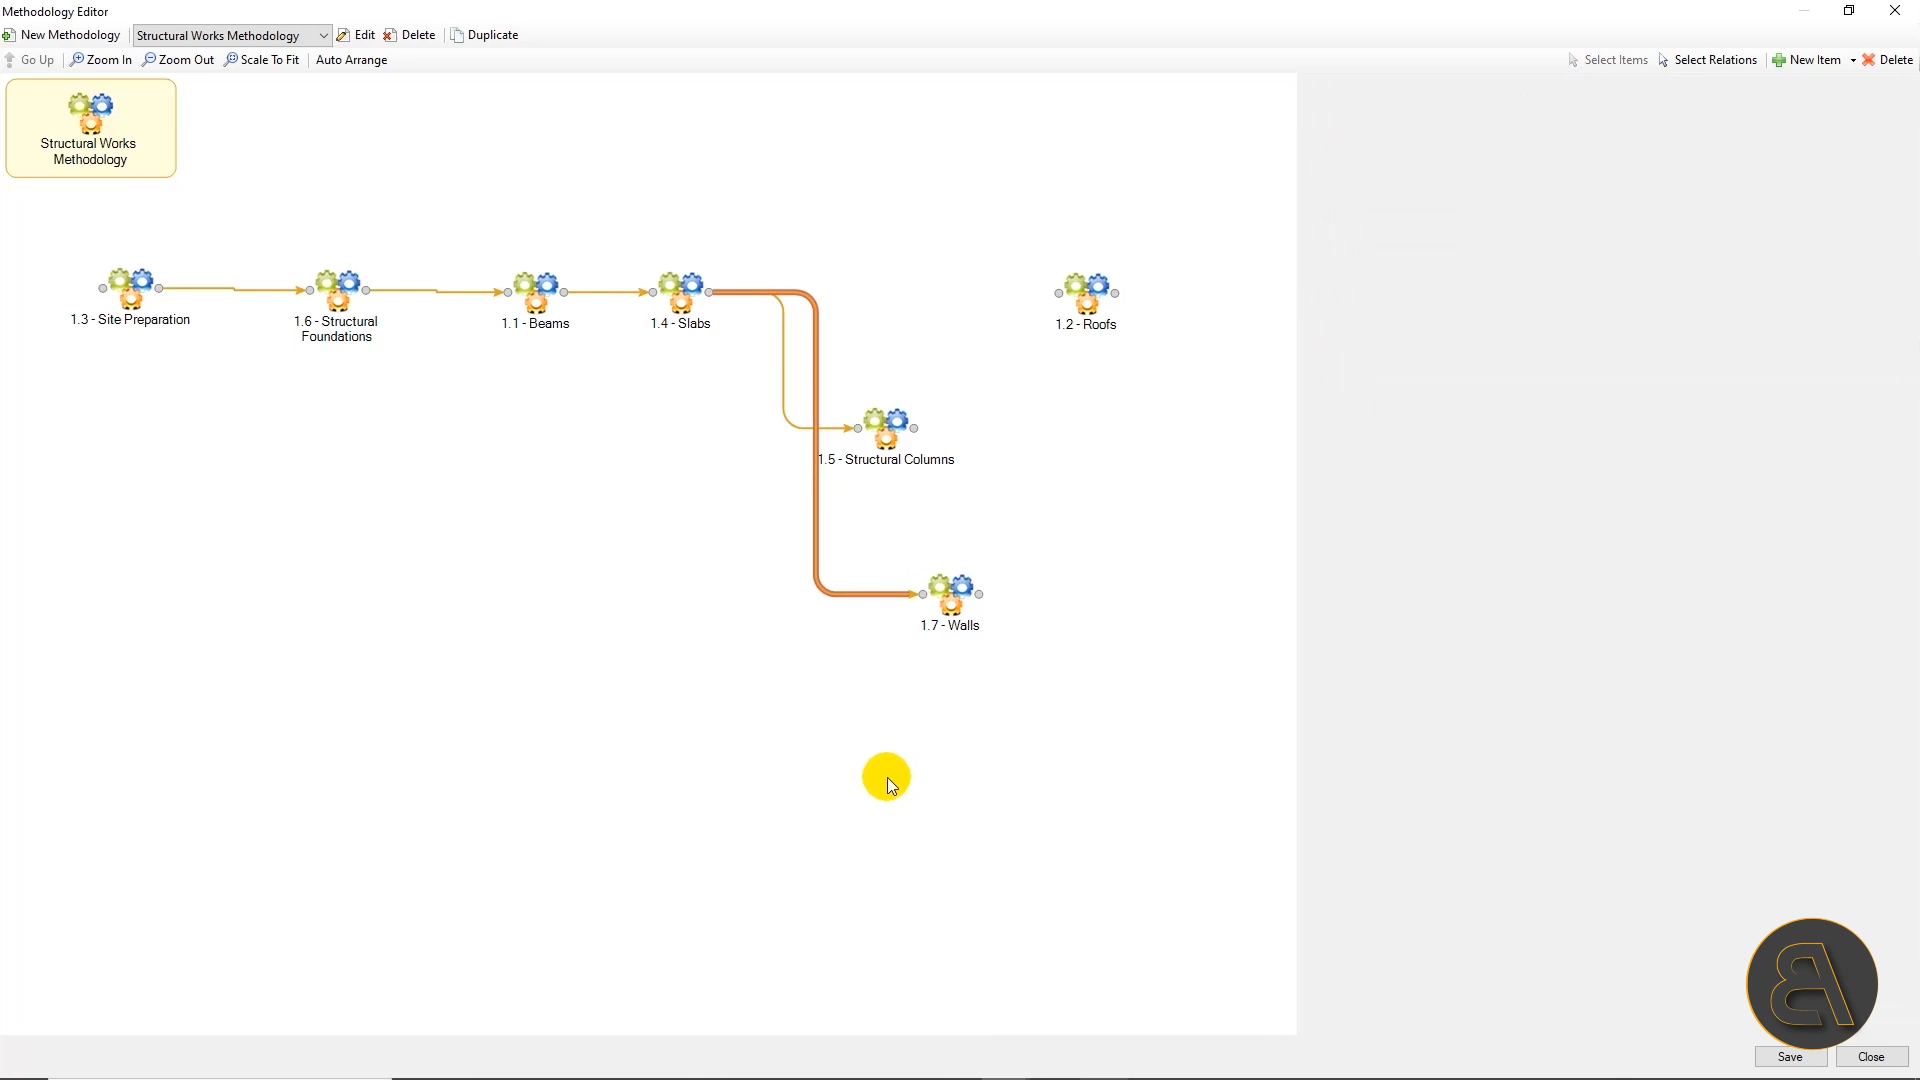 Methodology Editor
New Methodology Structural Works Methodology Edit Delete Duplicate
Go Up Zoom In Zoom Out Scale To Fit Auto Arrange Select Items Select Relations New Item Delete
Structural Works
Methodology
1.3 - Site Preparation
1.6 - Structural
Foundations
1.1 - Beams
1.4 - Slabs
1.2 - Roofs
1.5 - Structural Columns
1.7 - Walls
Save Close